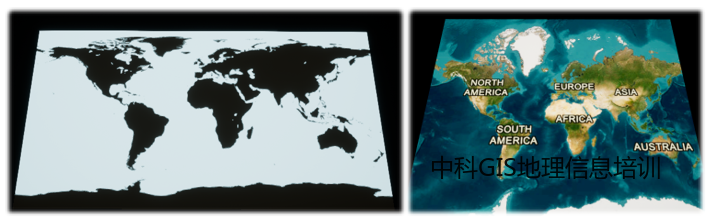 NORTH
AMERICA
EUROPE
ASIA
AFRICA
SOUTH
AMERICA
AUSTRALIA
中科GIS地理信息培训